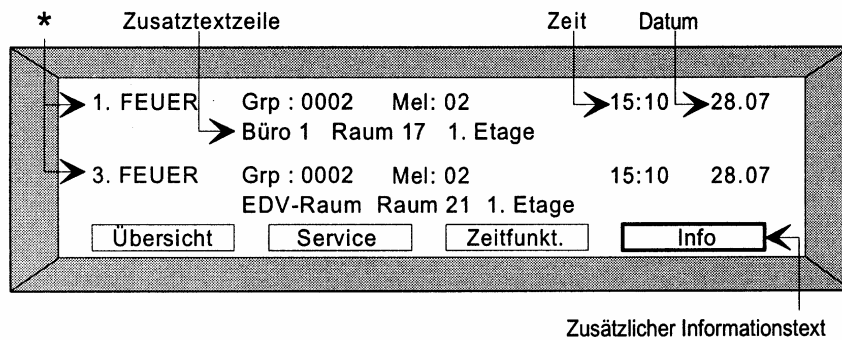 * Zusatztextzeile Zeit Datum
1. FEUER Grp : 0002 Mel: 02 15:10 28.07
Büro 1 Raum 17 1. Etage
3. FEUER Grp : 0002 Mel: 02 15:10 28.07
EDV-Raum Raum 21 1. Etage
Übersicht Service Zeitfunkt. Info
Zusätzlicher Informationstext